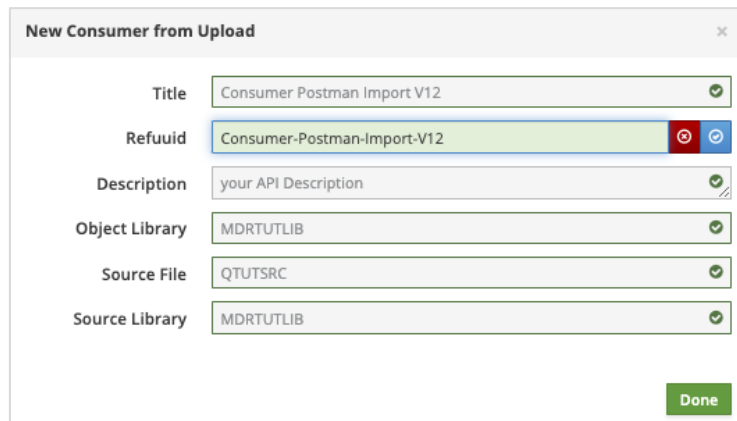 New Consumer from Upload ×
Title Consumer Postman Import V12
Refuuid Consumer-Postman-Import-V12
Description your API Description
Object Library MDRTUTLIB
Source File QTUTSRC
Source Library MDRTUTLIB
Done